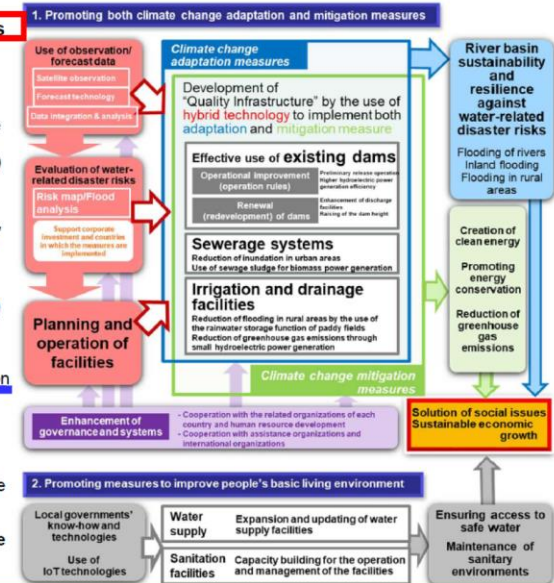 1. Promoting both climate change adaptation and mitigation measures
Use of observation/
forecast data
Satellite observation
Forecast technology
Data integration & analysis
Evaluation of water-
related disaster risks
Risk map/Flood
analysis
Support corporate
investment and countries
in which the measures are
implemented
Planning and
operation of
facilities
Climate change
adaptation measures
Development of
"Quality Infrastructure" by the use of
hybrid technology to implement both
adaptation and mitigation measure
Effective use of existing dams
Operational improvement
(operation rules)
Preliminary release operation
Higher hydroelectric power
generation efficiency
Renewal
(redevelopment) of dams
Enhancement of discharge
facilities
Raising of the dam height
Sewerage systems
Reduction of inundation in urban areas
Use of sewage sludge for biomass power generation
Irrigation and drainage
facilities
Reduction of flooding in rural areas by the use of
the rainwater storage function of paddy fields
Reduction of greenhouse gas emissions through
small hydroelectric power generation
Climate change mitigation
measures
River basin
sustainability
and
resilience
against
water-related
disaster risks
Flooding of rivers
Inland flooding
Flooding in rural
areas
Creation of
clean energy
Promoting
energy
conservation
Reduction of
greenhouse
gas
emissions
Enhancement of
governance and systems
- Cooperation with the related organizations of each
country and human resource development
- Cooperation with assistance organizations and
international organizations
Solution of social issues
Sustainable economic
growth
2. Promoting measures to improve people's basic living environment
Local governments'
know-how and
technologies
Use of
IoT technologies
Water
supply
Expansion and updating of water
supply facilities
Sanitation
facilities
Capacity building for the operation
and management of the facilities
Ensuring access to
safe water
Maintenance of
sanitary
environments